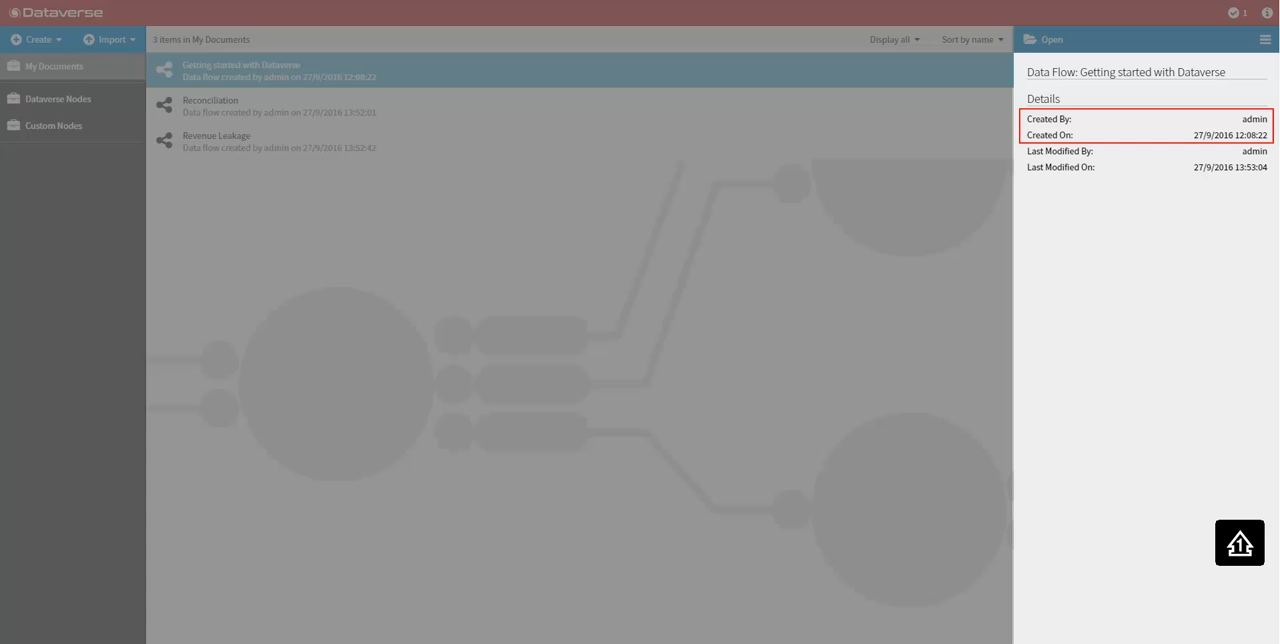 Dataverse
1
Create
Import
3 items in My Documents
Display all
Sort by name
Open
My Documents
Dataverse Nodes
Custom Nodes
Getting started with Dataverse
Data flow created by admin on 27/9/2016 12:08:22
Reconciliation
Data flow created by admin on 27/9/2016 13:52:01
Revenue Leakage
Data flow created by admin on 27/9/2016 13:52:42
Data Flow: Getting started with Dataverse
Details
Created By: admin
Created On: 27/9/2016 12:08:22
Last Modified By: admin
Last Modified On: 27/9/2016 13:53:04
1